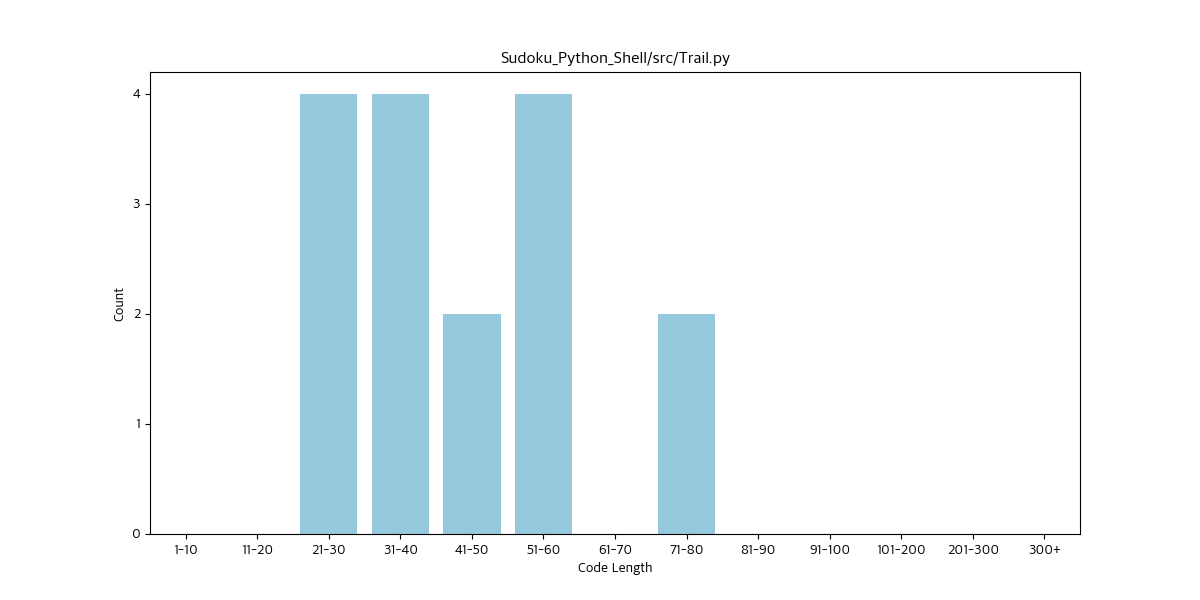 Sudoku_Python_Shell/src/Trail.py
4
3
2
1
0
Count
1-10 11-20 21-30 31-40 41-50 51-60 61-70 71-80 81-90 91-100 101-200 201-300 300+
Code Length